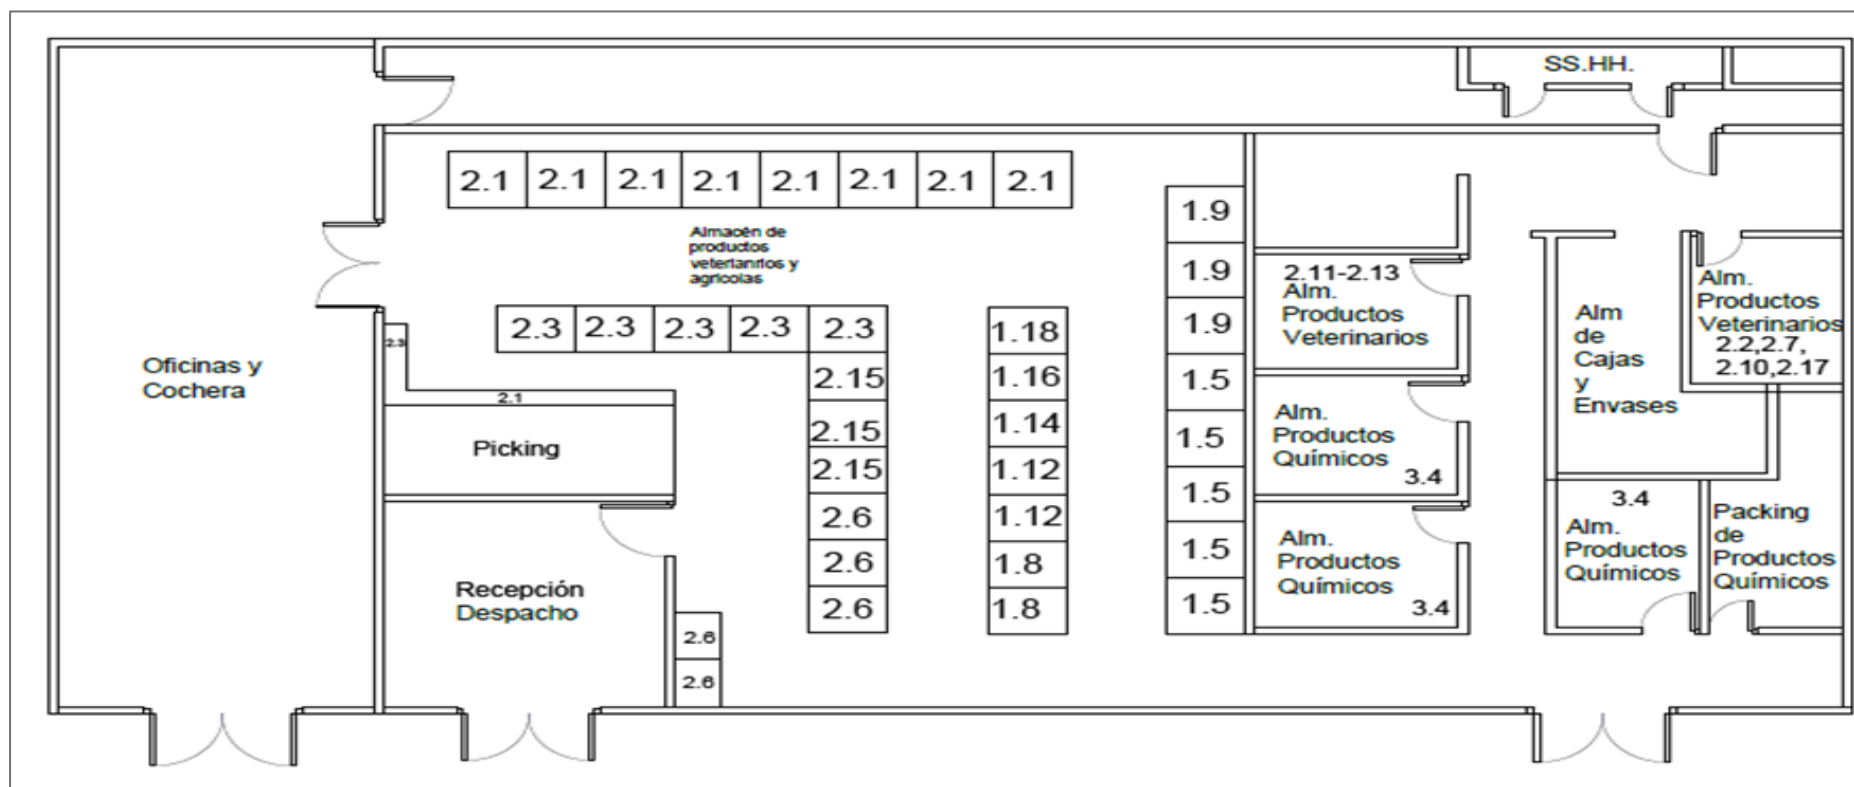 SS.HH.
2.1 2.1 2.1 2.1 2.1 2.1 2.1 2.1
Almacén de
productos
veterianrios y
agricolas
1.9
1.9
1.9
1.5
1.5
1.5
1.5
1.5
2.3 2.3 2.3 2.3 2.3
2.15
2.15
2.15
2.6
2.6
2.6
1.18
1.16
1.14
1.12
1.12
1.8
1.8
2.3
2.1
Oficinas y
Cochera
Picking
Recepción
Despacho
2.6
2.6
2.11-2.13
Alm.
Productos
Veterinarios
Alm.
Productos
Químicos
3.4
Alm.
Productos
Químicos
3.4
Alm
de
Cajas
y
Envases
Alm.
Productos
Veterinarios
2.2,2.7,
2.10,2.17
3.4
Alm.
Productos
Químicos
Packing
de
Productos
Químicos